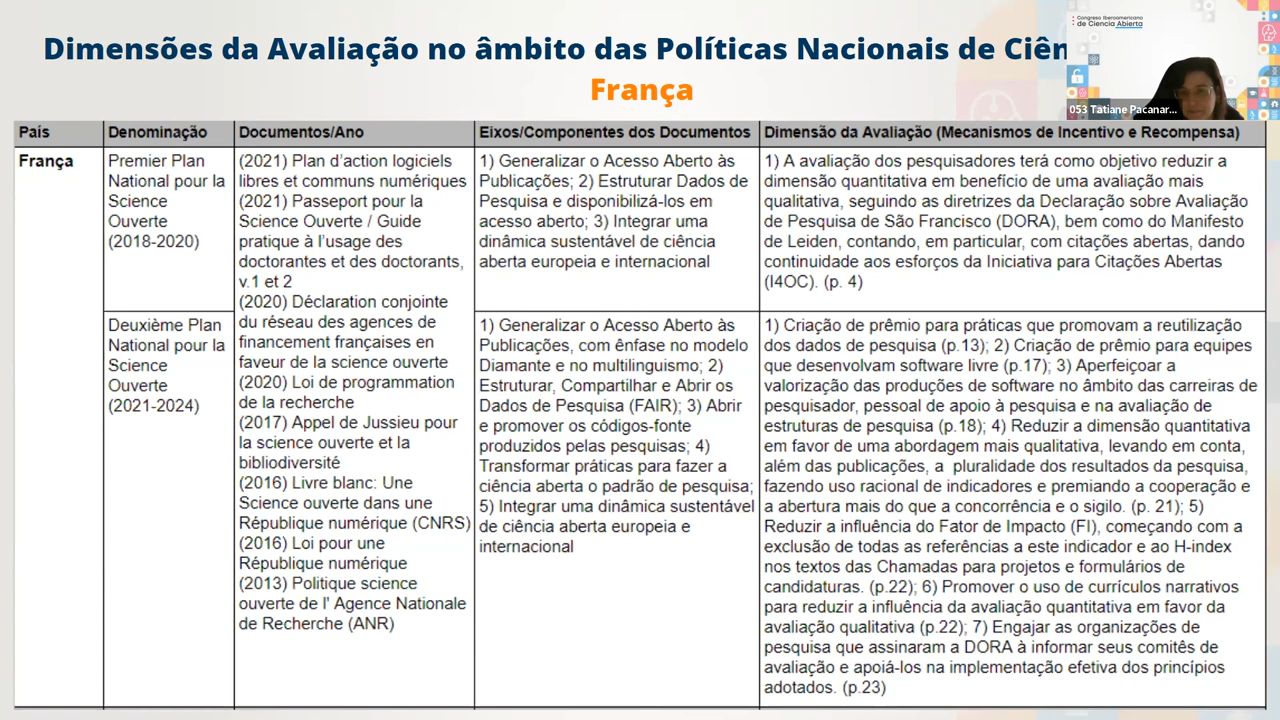 Dimensões da Avaliação no âmbito das Políticas Nacionais de Ciên
França
Congreso Iberoamericano
de Ciencia Abierta
053 Tatiane Pacanar...
País
Denominação
Documentos/Ano
Eixos/Componentes dos Documentos
Dimensão da Avaliação (Mecanismos de Incentivo e Recompensa)
França
Premier Plan
National pour la
Science
Ouverte
(2018-2020)
(2021) Plan d'action logiciels
libres et communs numériques
(2021) Passeport pour la
Science Ouverte / Guide
pratique à l'usage des
doctorantes et des doctorants,
v.1 et 2
(2020) Déclaration conjointe
du réseau des agences de
financement françaises en
faveur de la science ouverte
(2020) Loi de programmation
de la recherche
(2017) Appel de Jussieu pour
la science ouverte et la
bibliodiversité
(2016) Livre blanc: Une
Science ouverte dans une
République numérique (CNRS)
(2016) Loi pour une
République numérique
(2013) Politique science
ouverte de l' Agence Nationale
de Recherche (ANR)
1) Generalizar o Acesso Aberto às
Publicações; 2) Estruturar Dados de
Pesquisa e disponibilizá-los em
acesso aberto; 3) Integrar uma
dinâmica sustentável de ciência
aberta europeia e internacional
1) A avaliação dos pesquisadores terá como objetivo reduzir a
dimensão quantitativa em benefício de uma avaliação mais
qualitativa, seguindo as diretrizes da Declaração sobre Avaliação
de Pesquisa de São Francisco (DORA), bem como do Manifesto
de Leiden, contando, em particular, com citações abertas, dando
continuidade aos esforços da Iniciativa para Citações Abertas
(I4OC). (p. 4)
Deuxième Plan
National pour la
Science
Ouverte
(2021-2024)
1) Generalizar o Acesso Aberto às
Publicações, com ênfase no modelo
Diamante e no multilinguismo; 2)
Estruturar, Compartilhar e Abrir os
Dados de Pesquisa (FAIR); 3) Abrir
e promover os códigos-fonte
produzidos pelas pesquisas; 4)
Transformar práticas para fazer a
ciência aberta o padrão de pesquisa;
5) Integrar uma dinâmica sustentável
de ciência aberta europeia e
internacional
1) Criação de prêmio para práticas que promovam a reutilização
dos dados de pesquisa (p.13); 2) Criação de prêmio para equipes
que desenvolvam software livre (p.17); 3) Aperfeiçoar a
valorização das produções de software no âmbito das carreiras de
pesquisador, pessoal de apoio à pesquisa e na avaliação de
estruturas de pesquisa (p.18); 4) Reduzir a dimensão quantitativa
em favor de uma abordagem mais qualitativa, levando em conta,
além das publicações, a pluralidade dos resultados da pesquisa,
fazendo uso racional de indicadores e premiando a cooperação e
a abertura mais do que a concorrência e o sigilo. (p. 21); 5)
Reduzir a influência do Fator de Impacto (FI), começando com a
exclusão de todas as referências a este indicador e ao H-index
nos textos das Chamadas para projetos e formulários de
candidaturas. (p.22); 6) Promover o uso de currículos narrativos
para reduzir a influência da avaliação quantitativa em favor da
avaliação qualitativa (p.22); 7) Engajar as organizações de
pesquisa que assinaram a DORA à informar seus comitês de
avaliação e apoiá-los na implementação efetiva dos princípios
adotados. (p.23)